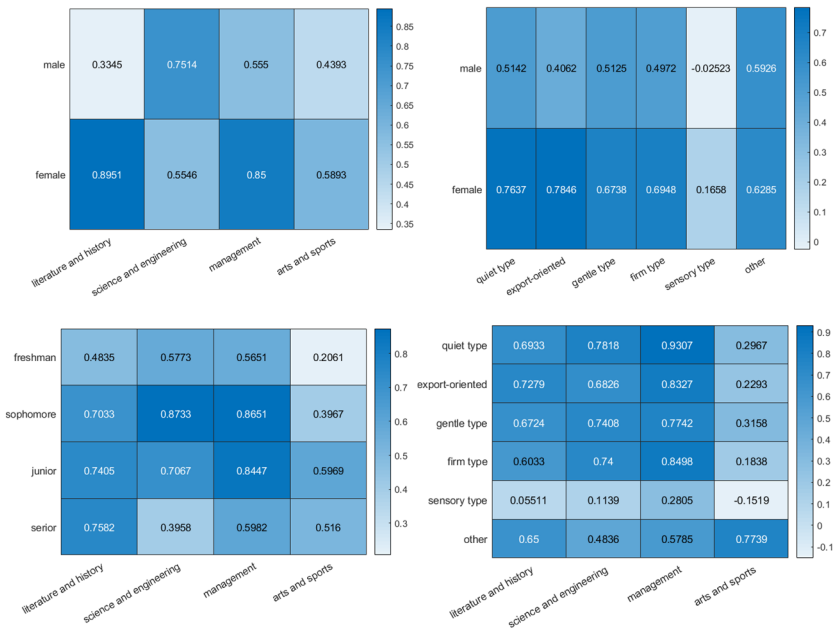 male 0.3345 0.7514 0.555 0.4393
female 0.8951 0.5546 0.85 0.5893
literature and history science and engineering management arts and sports
0.85
0.8
0.75
0.7
0.65
0.6
0.55
0.5
0.45
0.4
0.35
male 0.5142 0.4062 0.5125 0.4972 -0.02523 0.5926
female 0.7637 0.7846 0.6738 0.6948 0.1658 0.6285
quiet type export-oriented gentle type firm type sensory type other
0.7
0.6
0.5
0.4
0.3
0.2
0.1
0
freshman 0.4835 0.5773 0.5651 0.2061
sophomore 0.7033 0.8733 0.8651 0.3967
junior 0.7405 0.7067 0.8447 0.5969
serior 0.7582 0.3958 0.5982 0.516
literature and history science and engineering management arts and sports
0.8
0.7
0.6
0.5
0.4
0.3
quiet type 0.6933 0.7818 0.9307 0.2967
export-oriented 0.7279 0.6826 0.8327 0.2293
gentle type 0.6724 0.7408 0.7742 0.3158
firm type 0.6033 0.74 0.8498 0.1838
sensory type 0.05511 0.1139 0.2805 -0.1519
other 0.65 0.4836 0.5785 0.7739
literature and history science and engineering management arts and sports
0.9
0.8
0.7
0.6
0.5
0.4
0.3
0.2
0.1
0
-0.1